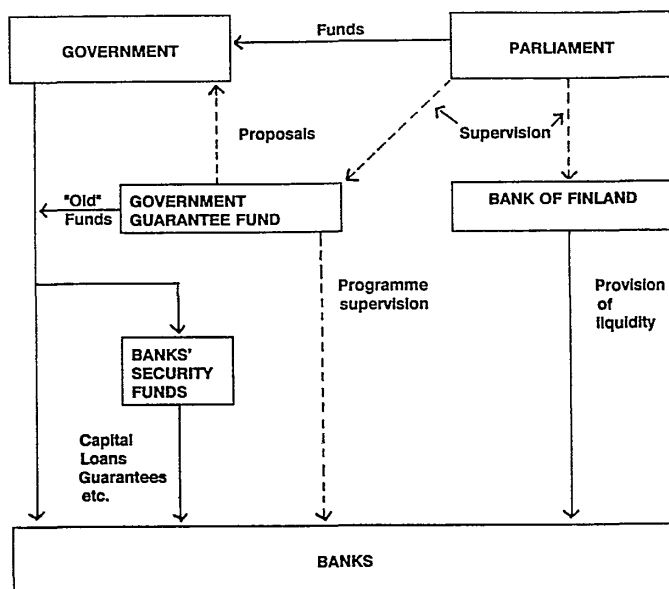 Funds
GOVERNMENT
PARLIAMENT
Proposals
Supervision
"Old"
Funds
GOVERNMENT
GUARANTEE FUND
BANK OF FINLAND
Programme
supervision
Provision
of
liquidity
BANKS'
SECURITY
FUNDS
Capital
Loans
Guarantees
etc.
BANKS